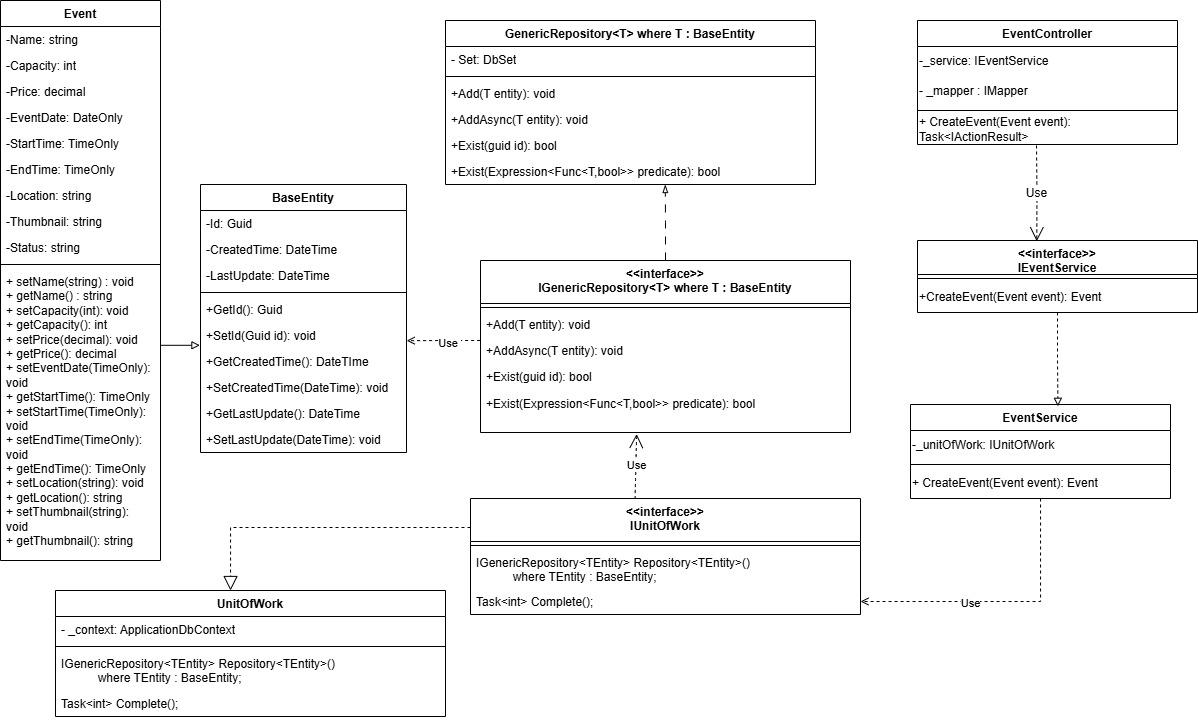 Event
-Name: string
-Capacity: int
-Price: decimal
-EventDate: DateOnly
-StartTime: TimeOnly
-EndTime: TimeOnly
-Location: string
-Thumbnail: string
-Status: string
+ setName(string) : void
+ getName() : string
+ setCapacity(int): void
+ getCapacity(): int
+ setPrice(decimal): void
+ getPrice(): decimal
+ setEventDate(TimeOnly):
void
+ getStartTime(): TimeOnly
+ setStartTime(TimeOnly):
void
+ setEndTime(TimeOnly):
void
+ getEndTime(): TimeOnly
+ setLocation(string): void
+ getLocation(): string
+ setThumbnail(string):
void
+ getThumbnail(): string
BaseEntity
-Id: Guid
-CreatedTime: DateTime
-LastUpdate: DateTime
+GetId(): Guid
+SetId(Guid id): void
+GetCreatedTime(): DateTIme
+SetCreatedTime(DateTime): void
+GetLastUpdate(): DateTime
+SetLastUpdate(DateTime): void
GenericRepository<T> where T : BaseEntity
- Set: DbSet
+Add(T entity): void
+AddAsync(T entity): void
+Exist(guid id): bool
+Exist(Expression<Func<T,bool>> predicate): bool
Use
<<interface>>
IGenericRepository<T> where T : BaseEntity
+Add(T entity): void
+AddAsync(T entity): void
+Exist(guid id): bool
+Exist(Expression<Func<T,bool>> predicate): bool
Use
<<interface>>
IUnitOfWork
IGenericRepository<TEntity> Repository<TEntity>()
where TEntity : BaseEntity;
Task<int> Complete();
UnitOfWork
- _context: ApplicationDbContext
IGenericRepository<TEntity> Repository<TEntity>()
where TEntity : BaseEntity;
Task<int> Complete();
EventController
-_service: IEventService
- _mapper : IMapper
+ CreateEvent(Event event):
Task<IActionResult>
Use
<<interface>>
IEventService
+CreateEvent(Event event): Event
EventService
-_unitOfWork: IUnitOfWork
+ CreateEvent(Event event): Event
Use